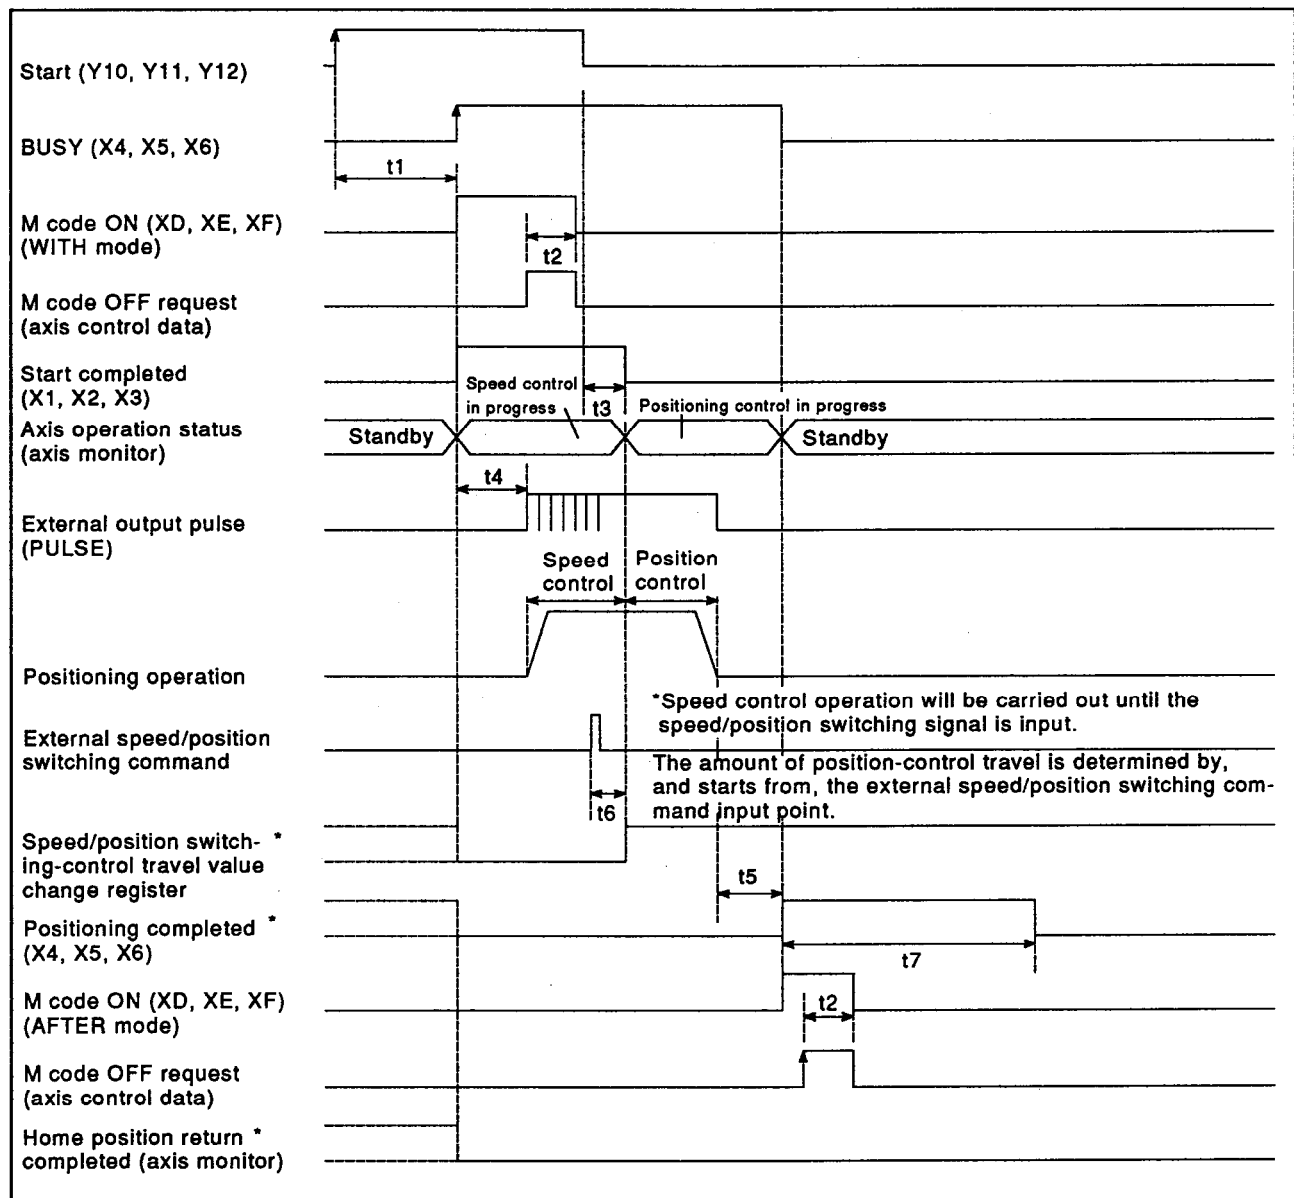 Start (Y10, Y11, Y12)
BUSY (X4, X5, X6)
t1
M code ON (XD, XE, XF)
(WITH mode)
t2
M code OFF request
(axis control data)
Start completed
(X1, X2, X3)
Speed control
in progress
t3
Positioning control in progress
Axis operation status
(axis monitor)
Standby
Standby
t4
External output pulse
(PULSE)
Speed
control
Position
control
Positioning operation
*Speed control operation will be carried out until the
speed/position switching signal is input.
External speed/position
switching command
The amount of position-control travel is determined by,
and starts from, the external speed/position switching com-
mand input point.
t6
Speed/position switch- *
ing-control travel value
change register
t5
Positioning completed *
(X4, X5, X6)
t7
M code ON (XD, XE, XF)
(AFTER mode)
t2
M code OFF request
(axis control data)
Home position return *
completed (axis monitor)